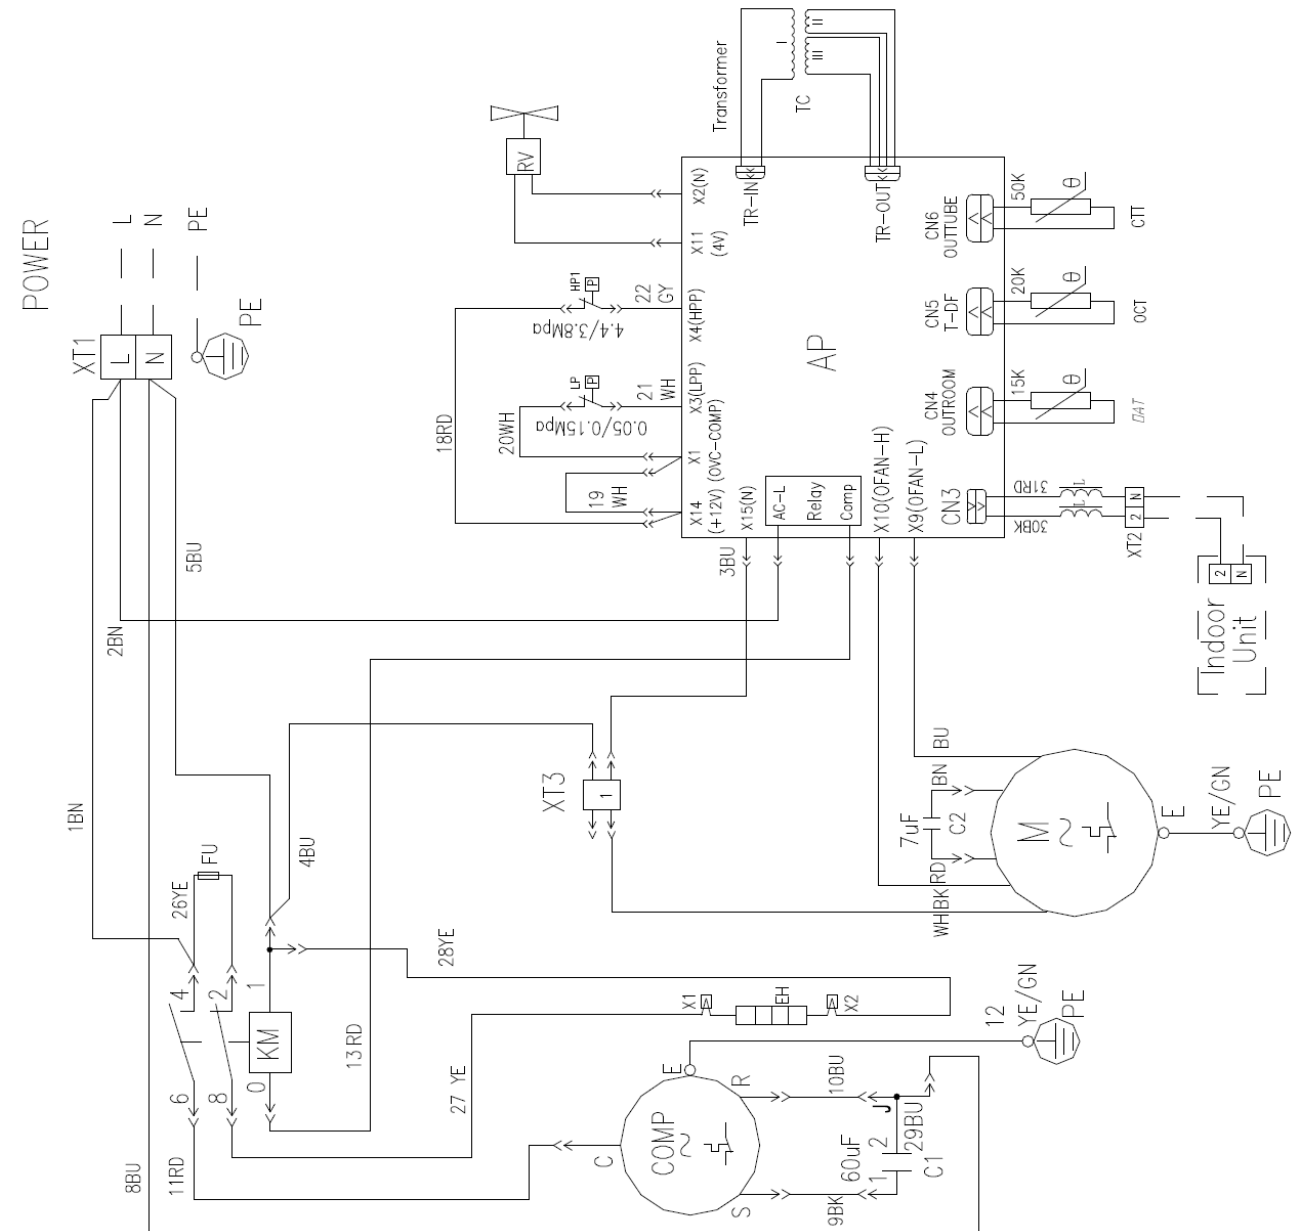 POWER
L
N
PE
XT1
L
N
PE
Transformer
TC
I
II
III
RV
X2(N)
X11
(4V)
TR-IN
TR-OUT
CN6
OUTTUBE
50K
θ
CTT
CN5
T-DF
20K
θ
OCT
CN4
OUTROOM
15K
θ
OAT
AP
HP1
P
4.4/3.8Mpa
22
GY
X4(HPP)
18RD
LP
P
0.05/0.15Mpa
21
WH
X3(LPP)
20WH
X1
(OVC-COMP)
19
WH
X14
(+12V)
X15(N)
AC-L
Relay
Comp
X10(OFAN-H)
X9(OFAN-L)
CN3
31RD
L
30BK
L
XT2
N
2
2
N
Indoor
Unit
3BU
5BU
2BN
1BN
XT3
1
4BU
FU
26YE
4
2
1
KM
6
8
0
28YE
13RD
27 YE
11RD
8BU
X1
EH
X2
BU
BN
7uF
C2
RD
BK
WH
M
~
E
YE/GN
PE
12
YE/GN
PE
E
COMP
~
C
R
S
10BU
J
29BU
60uF
1
2
C1
9BK